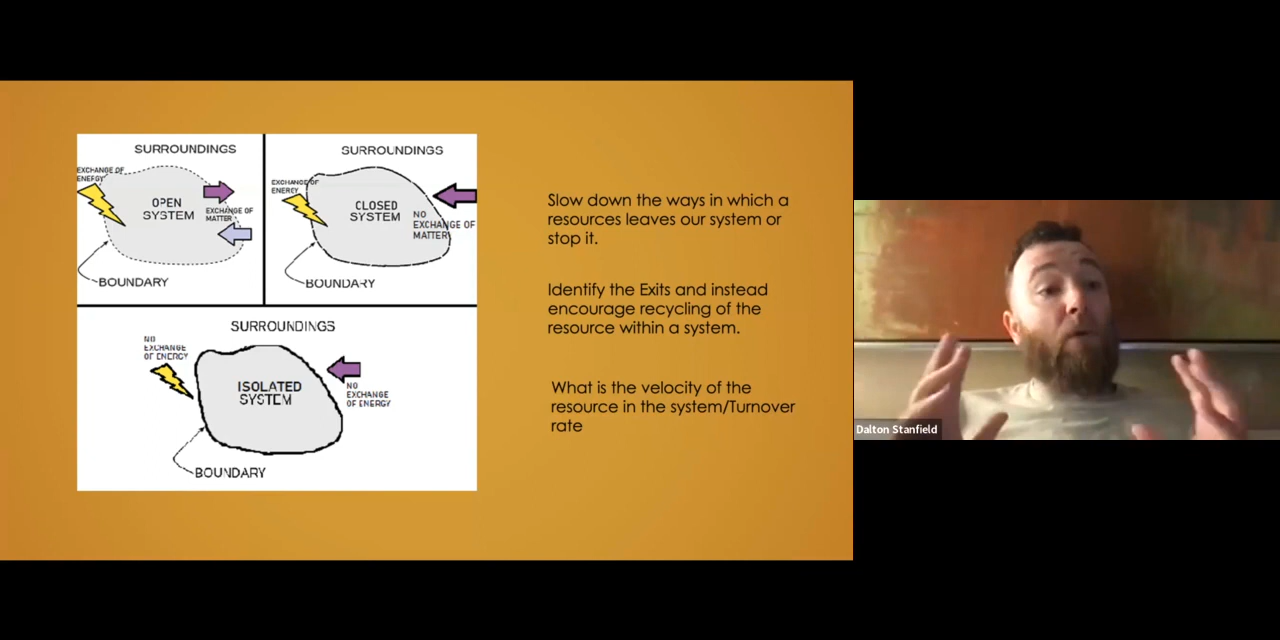 SURROUNDINGS
EXCHANGE OF
ENERGY
OPEN
SYSTEM
EXCHANGE OF
MATTER
BOUNDARY
SURROUNDINGS
EXCHANGE OF
ENERGY
CLOSED
SYSTEM
NO
EXCHANGE OF
MATTER
BOUNDARY
SURROUNDINGS
NO
EXCHANGE
OF ENERGY
ISOLATED
SYSTEM
NO
EXCHANGE
OF ENERGY
BOUNDARY
Slow down the ways in which a
resources leaves our system or
stop it.
Identify the Exits and instead
encourage recycling of the
resource within a system.
What is the velocity of the
resource in the system/Turnover
rate
Dalton Stanfield